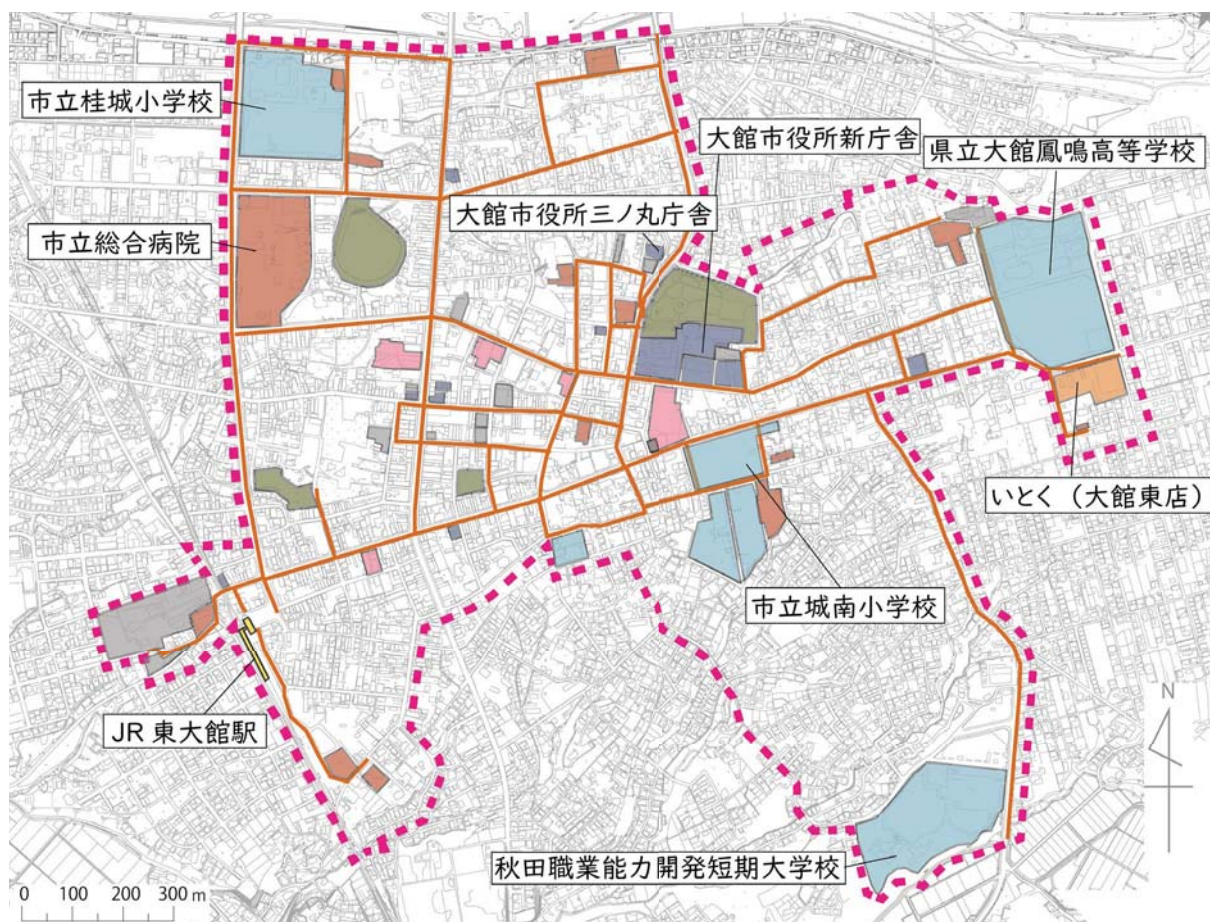 市立桂城小学校
大館市役所新庁舎
県立大館鳳鳴高等学校
大館市役所三ノ丸庁舎
市立総合病院
いとく（大館東店）
市立城南小学校
JR 東大館駅
N
秋田職業能力開発短期大学校
0 100 200 300 m